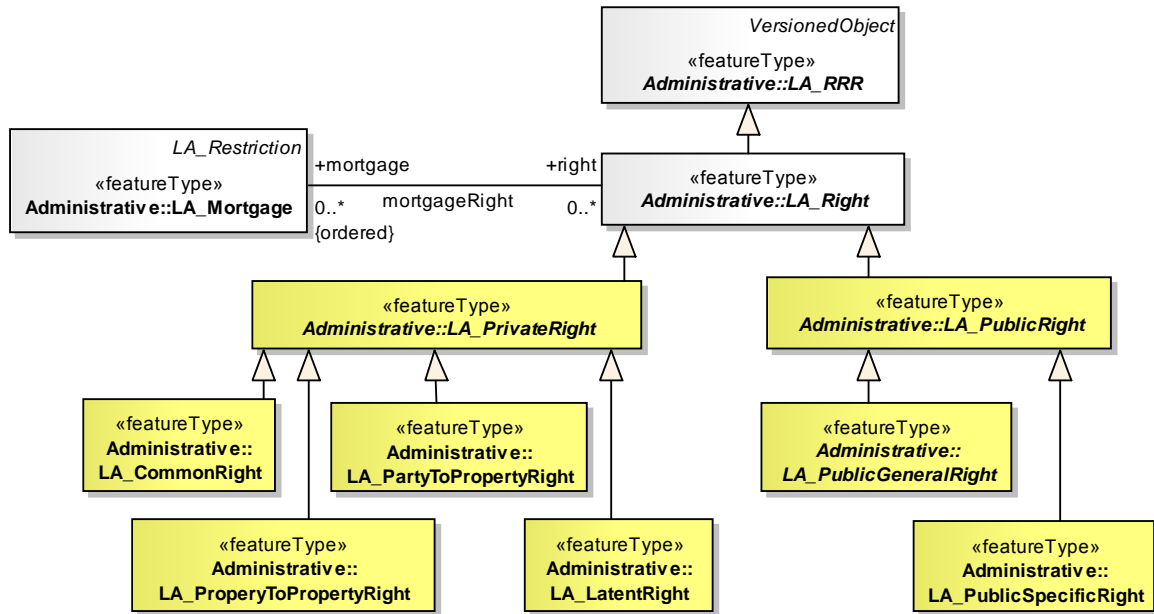 VersionedObject
«featureType»
Administrative::LA_RRR
LA_Restriction
«featureType»
Administrative::LA_Mortgage
+mortgage
+right
0..*
mortgageRight
0..*
{ordered}
«featureType»
Administrative::LA_Right
«featureType»
Administrative::LA_PrivateRight
«featureType»
Administrative::LA_PublicRight
«featureType»
Administrative::
LA_CommonRight
«featureType»
Administrative::
LA_PartyToPropertyRight
«featureType»
Administrative::
LA_PublicGeneralRight
«featureType»
Administrative::
LA_ProperyToPropertyRight
«featureType»
Administrative::
LA_LatentRight
«featureType»
Administrative::
LA_PublicSpecificRight